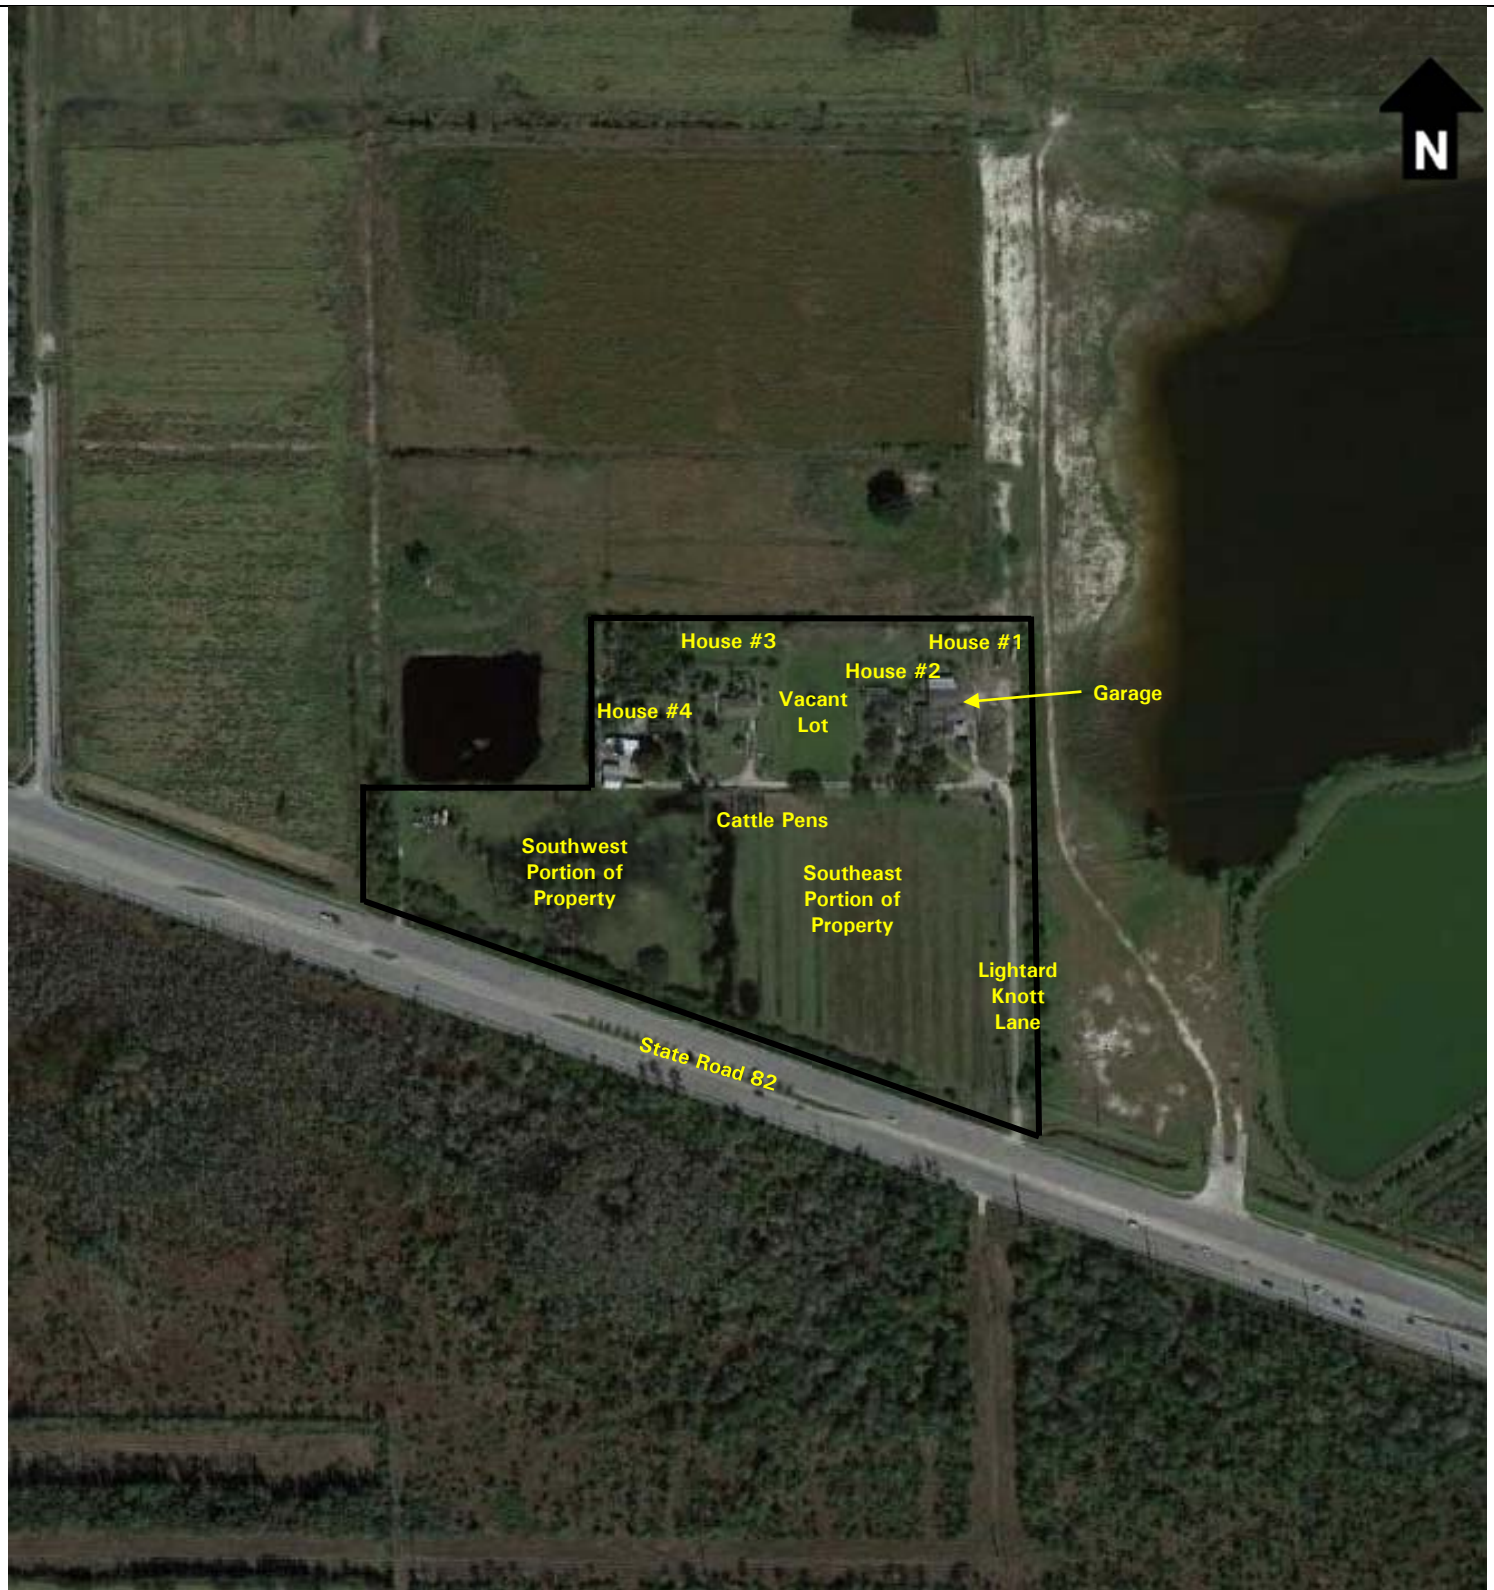 N
House #3
House #1
House #2
Garage
Vacant
Lot
House #4
Cattle Pens
Southwest
Portion of
Property
Southeast
Portion of
Property
Lightard
Knott
Lane
State Road 82